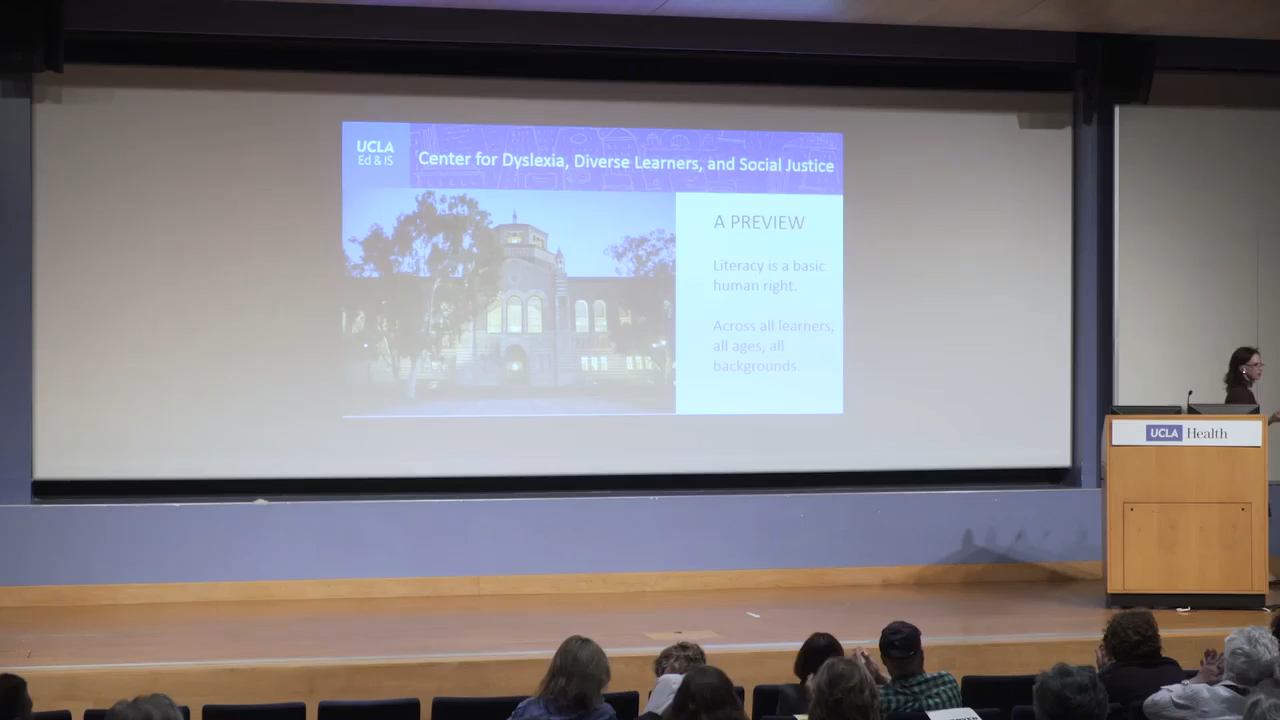 UCLA
Ed & IS
Center for Dyslexia, Diverse Learners, and Social Justice
A PREVIEW
Literacy is a basic
human right.
Across all learners,
all ages, all
backgrounds.
UCLA Health